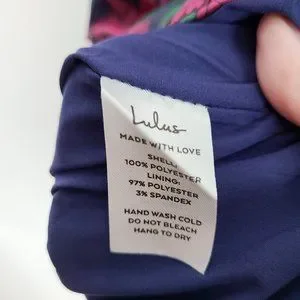 Lulus
MADE WITH LOVE
SHELL:
100% POLYESTER
LINING:
97% POLYESTER
3% SPANDEX
HAND WASH COLD
DO NOT BLEACH
HANG TO DRY